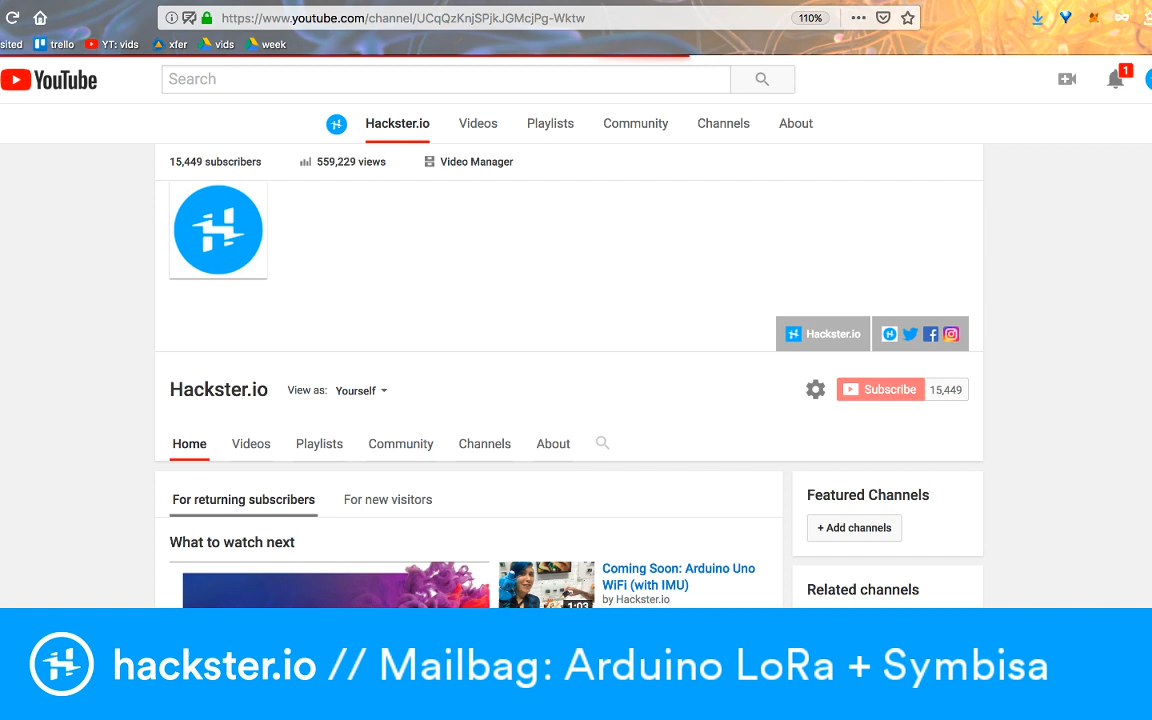 https://www.youtube.com/channel/UCqQzKnjSPjkJGMcjPg-Wktw 110%
sited trello YT: vids xfer vids week
YouTube Search 1
Hackster.io Videos Playlists Community Channels About
15,449 subscribers 559,229 views Video Manager
Hackster.io
Hackster.io View as: Yourself Subscribe 15,449
Home Videos Playlists Community Channels About
For returning subscribers For new visitors
Featured Channels
+ Add channels
What to watch next
Coming Soon: Arduino Uno
WiFi (with IMU)
by Hackster.io
1:03
Related channels
hackster.io // Mailbag: Arduino LoRa + Symbisa